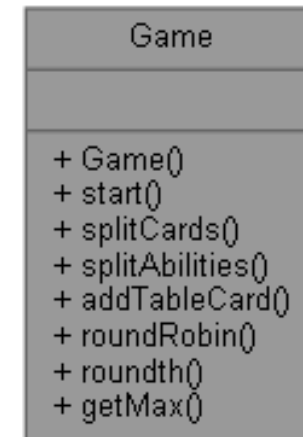 Game
+ Game()
+ start()
+ splitCards()
+ splitAbilities()
+ addTableCard()
+ roundRobin()
+ roundth()
+ getMax()